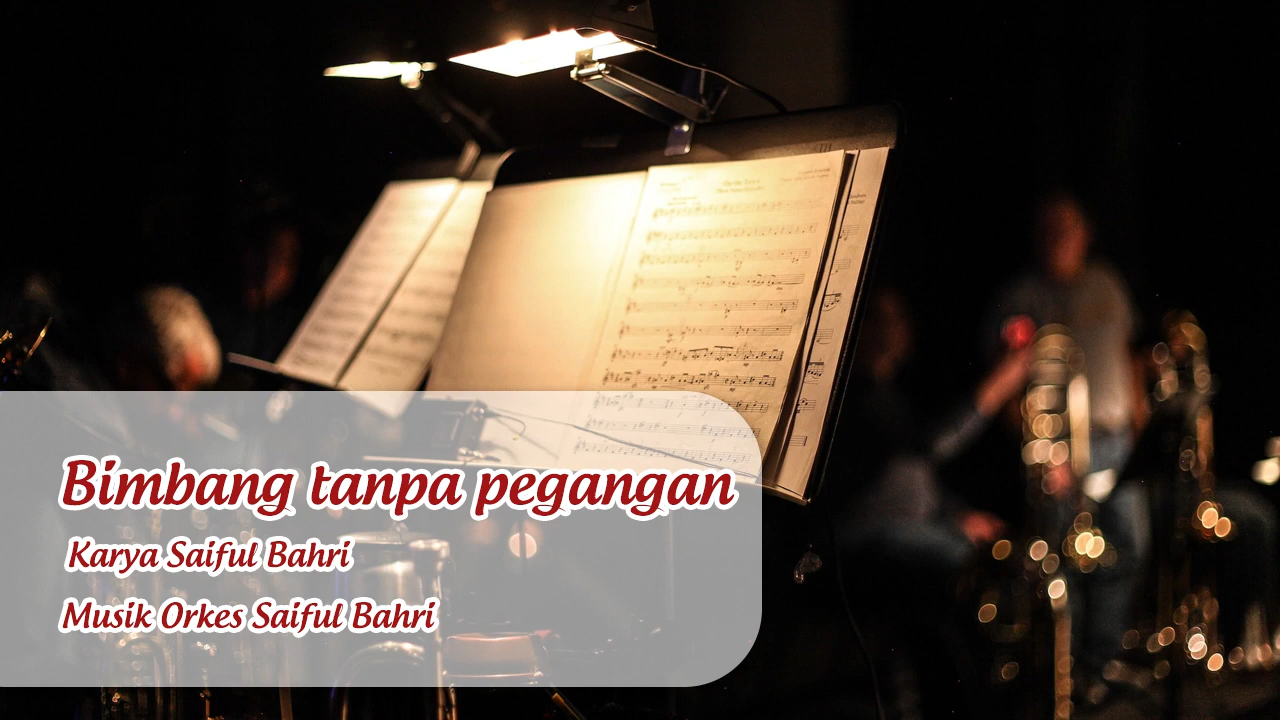 Bimbang tanpa pegangan
Karya Saiful Bahri
Musik Orkes Saiful Bahri